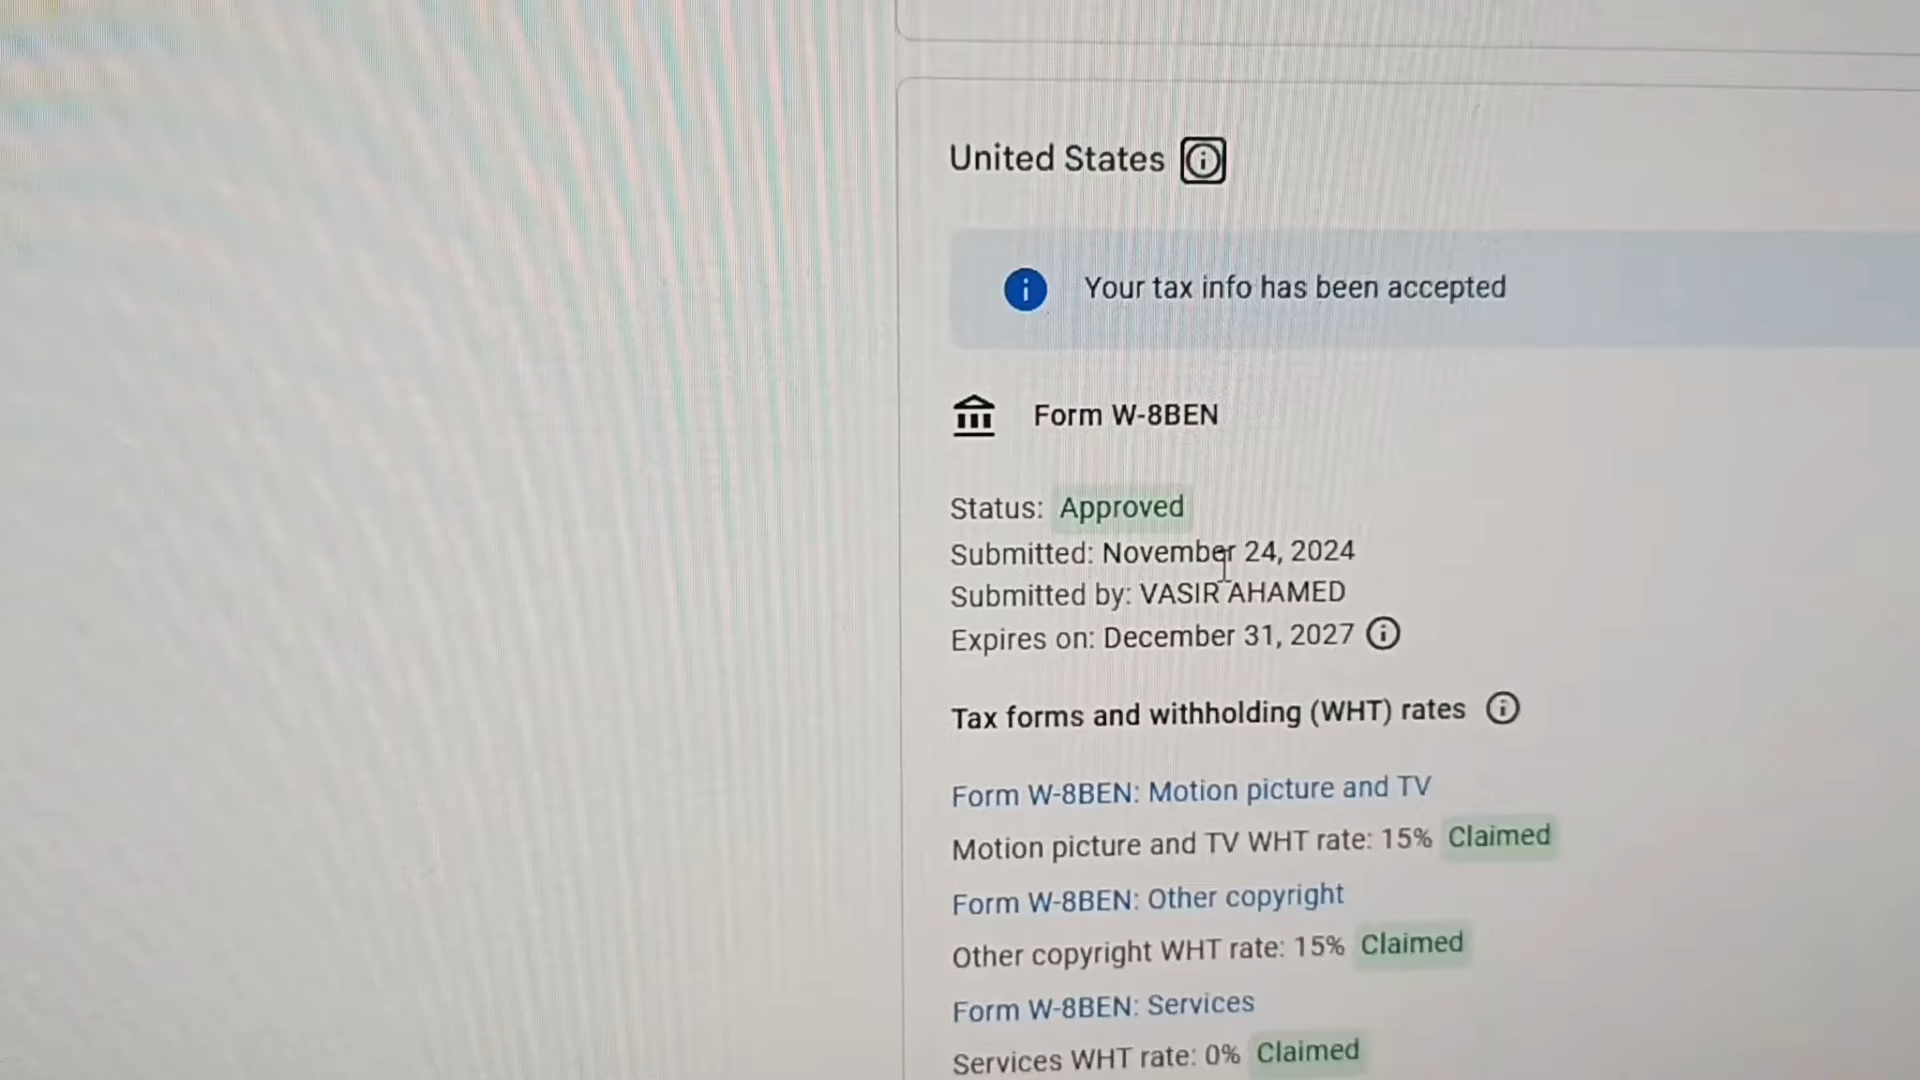 United States
Your tax info has been accepted
Form W-8BEN
Status: Approved
Submitted: November 24, 2024
Submitted by: VASIR AHAMED
Expires on: December 31, 2027
Tax forms and withholding (WHT) rates
Form W-8BEN: Motion picture and TV
Motion picture and TV WHT rate: 15% Claimed
Form W-8BEN: Other copyright
Other copyright WHT rate: 15% Claimed
Form W-8BEN: Services
Services WHT rate: 0% Claimed